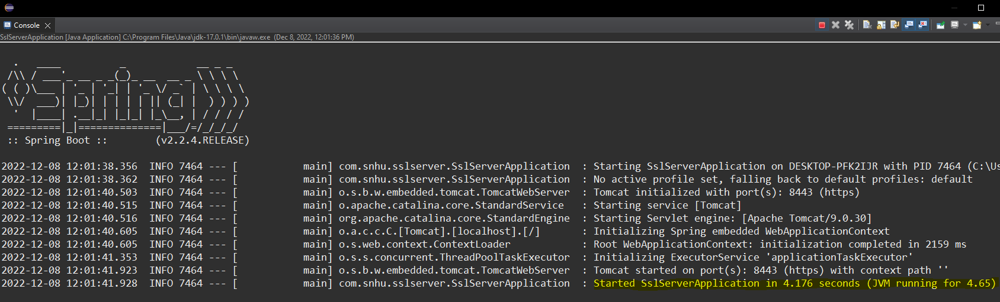 Console
SslServerApplication [Java Application] C:\Program Files\Java\jdk-17.0.1\bin\javaw.exe (Dec 8, 2022, 12:01:36 PM)
  .   ____          _            __ _ _
 /\\ / ___'_ __ _ _(_)_ __  __ _ \ \ \ \
( ( )\___ | '_ | '_| | '_ \/ _` | \ \ \ \
 \\/  ___)| |_)| | | | | || (_| |  ) ) ) )
  '  |____| .__|_| |_|_| |_\__, | / / / /
 =========|_|==============|___/=/_/_/_/
 :: Spring Boot ::        (v2.2.4.RELEASE)
2022-12-08 12:01:38.356  INFO 7464 --- [           main] com.snhu.sslserver.SslServerApplication  : Starting SslServerApplication on DESKTOP-PFK2IJR with PID 7464 (C:\Us
2022-12-08 12:01:38.362  INFO 7464 --- [           main] com.snhu.sslserver.SslServerApplication  : No active profile set, falling back to default profiles: default
2022-12-08 12:01:40.503  INFO 7464 --- [           main] o.s.b.w.embedded.tomcat.TomcatWebServer  : Tomcat initialized with port(s): 8443 (https)
2022-12-08 12:01:40.515  INFO 7464 --- [           main] o.apache.catalina.core.StandardService   : Starting service [Tomcat]
2022-12-08 12:01:40.516  INFO 7464 --- [           main] org.apache.catalina.core.StandardEngine  : Starting Servlet engine: [Apache Tomcat/9.0.30]
2022-12-08 12:01:40.605  INFO 7464 --- [           main] o.a.c.c.C.[Tomcat].[localhost].[/]       : Initializing Spring embedded WebApplicationContext
2022-12-08 12:01:40.605  INFO 7464 --- [           main] o.s.web.context.ContextLoader            : Root WebApplicationContext: initialization completed in 2159 ms
2022-12-08 12:01:41.353  INFO 7464 --- [           main] o.s.s.concurrent.ThreadPoolTaskExecutor  : Initializing ExecutorService 'applicationTaskExecutor'
2022-12-08 12:01:41.923  INFO 7464 --- [           main] o.s.b.w.embedded.tomcat.TomcatWebServer  : Tomcat started on port(s): 8443 (https) with context path ''
2022-12-08 12:01:41.928  INFO 7464 --- [           main] com.snhu.sslserver.SslServerApplication  : Started SslServerApplication in 4.176 seconds (JVM running for 4.65)